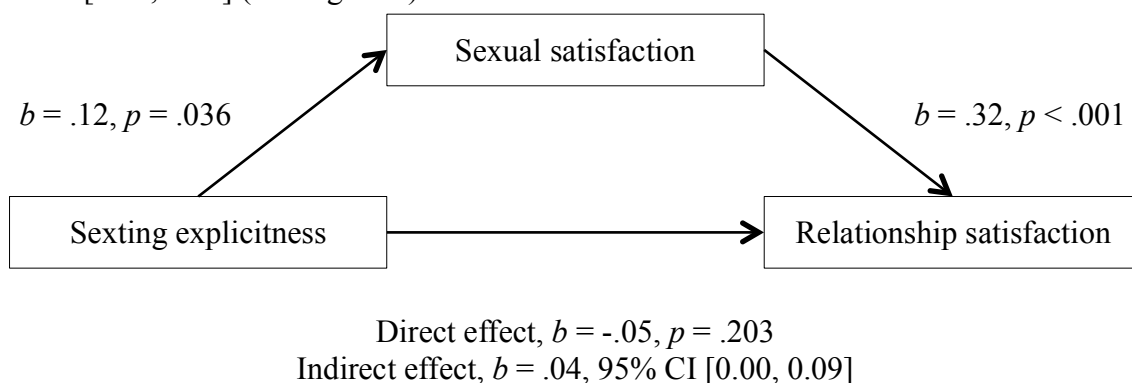 Sexual satisfaction
b = .12, p = .036
b = .32, p < .001
Sexting explicitness
Relationship satisfaction
Direct effect, b = -.05, p = .203
Indirect effect, b = .04, 95% CI [0.00, 0.09]